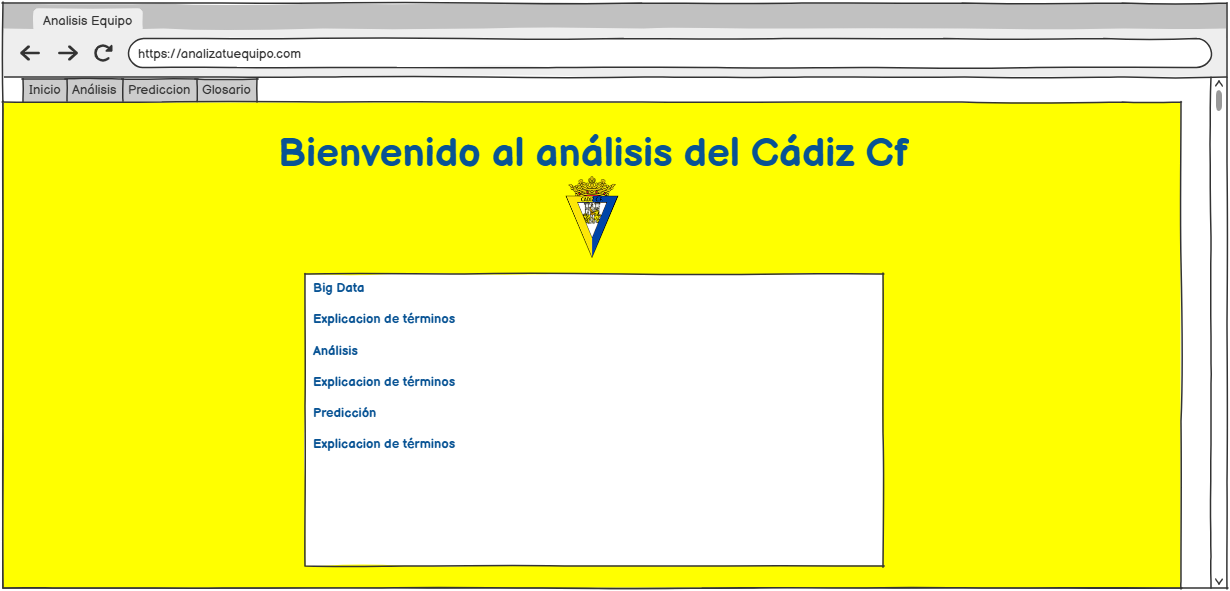 Analisis Equipo
https://analizatuequipo.com
Inicio Análisis Prediccion Glosario
Bienvenido al análisis del Cádiz Cf
Big Data
Explicacion de términos
Análisis
Explicacion de términos
Predicción
Explicacion de términos